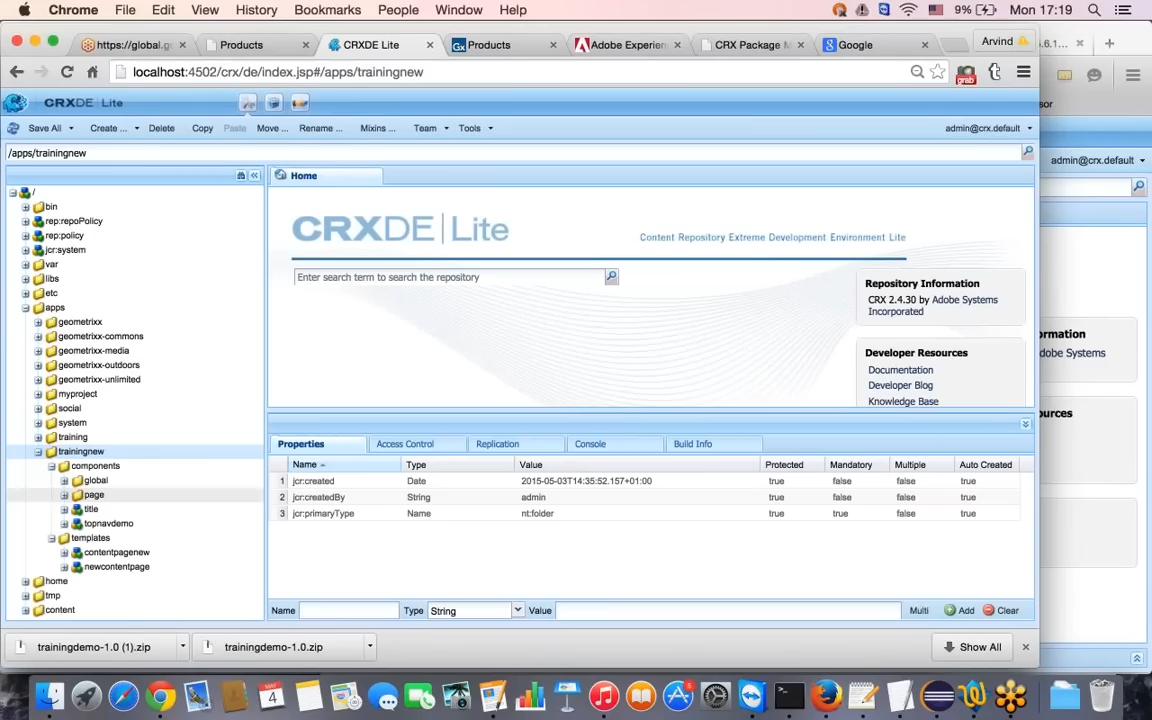 Chrome File Edit View History Bookmarks People Window Help
9% Mon 17:19
https://global.g
Products
CRXDE Lite
Gx Products
Adobe Experien
CRX Package M
Google
Arvind
localhost:4502/crx/de/index.jsp#/apps/trainingnew
grab
CRXDE Lite
Save All Create ... Delete Copy Paste Move ... Rename ... Mixins ... Team Tools
admin@crx.default
admin@crx.default
/apps/trainingnew
/
bin
rep:repoPolicy
rep:policy
jcr:system
var
libs
etc
apps
geometrixx
geometrixx-commons
geometrixx-media
geometrixx-outdoors
geometrixx-unlimited
myproject
social
system
training
trainingnew
components
global
page
title
topnavdemo
templates
contentpagenew
newcontentpage
home
tmp
content
Home
CRXDE Lite
Content Repository Extreme Development Environment Lite
Enter search term to search the repository
Repository Information
CRX 2.4.30 by Adobe Systems
Incorporated
Developer Resources
Documentation
Developer Blog
Knowledge Base
Properties Access Control Replication Console Build Info
Name Type Value Protected Mandatory Multiple Auto Created
1 jcr:created Date 2015-05-03T14:35:52.157+01:00 true false false true
2 jcr:createdBy String admin true false false true
3 jcr:primaryType Name nt:folder true true false true
Name Type String Value Multi Add Clear
trainingdemo-1.0 (1).zip
trainingdemo-1.0.zip
Show All